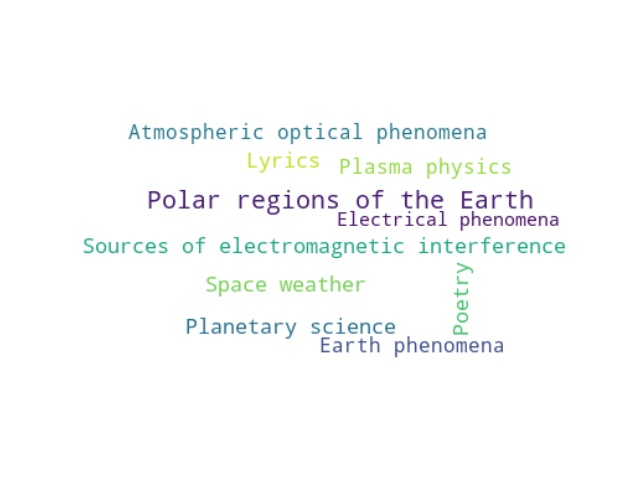 Atmospheric optical phenomena
Lyrics
Plasma physics
Polar regions of the Earth
Electrical phenomena
Sources of electromagnetic interference
Space weather
Poetry
Planetary science
Earth phenomena